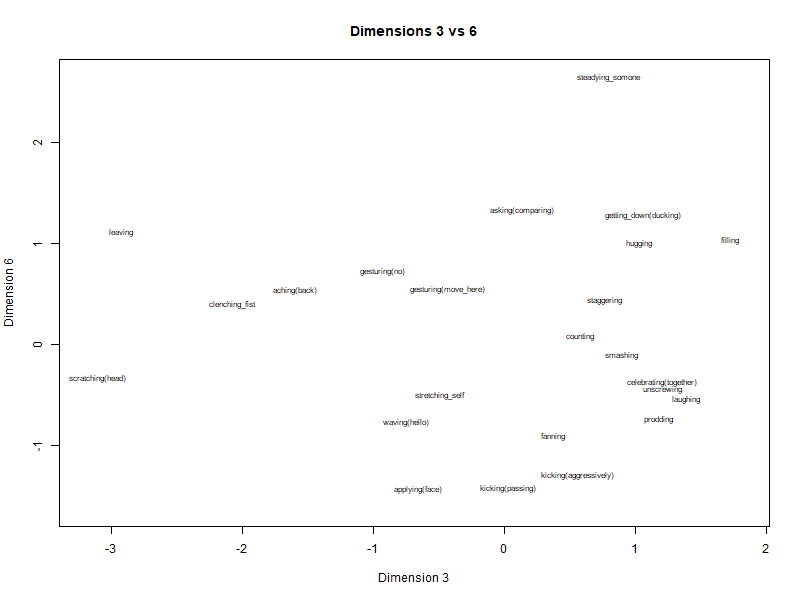 Dimensions 3 vs 6
steadying_somone
2
asking(comparing)
getting_down(ducking)
leaving
filling
1
hugging
gesturing(no)
aching(back)
gesturing(move_here)
clenching_fist
staggering
Dimension 6
counting
0
smashing
scratching(head)
celebrating(together)
unscrewing
stretching_self
laughing
waving(hello)
prodding
-1
fanning
kicking(aggressively)
applying(face)
kicking(passing)
-3 -2 -1 0 1 2
Dimension 3